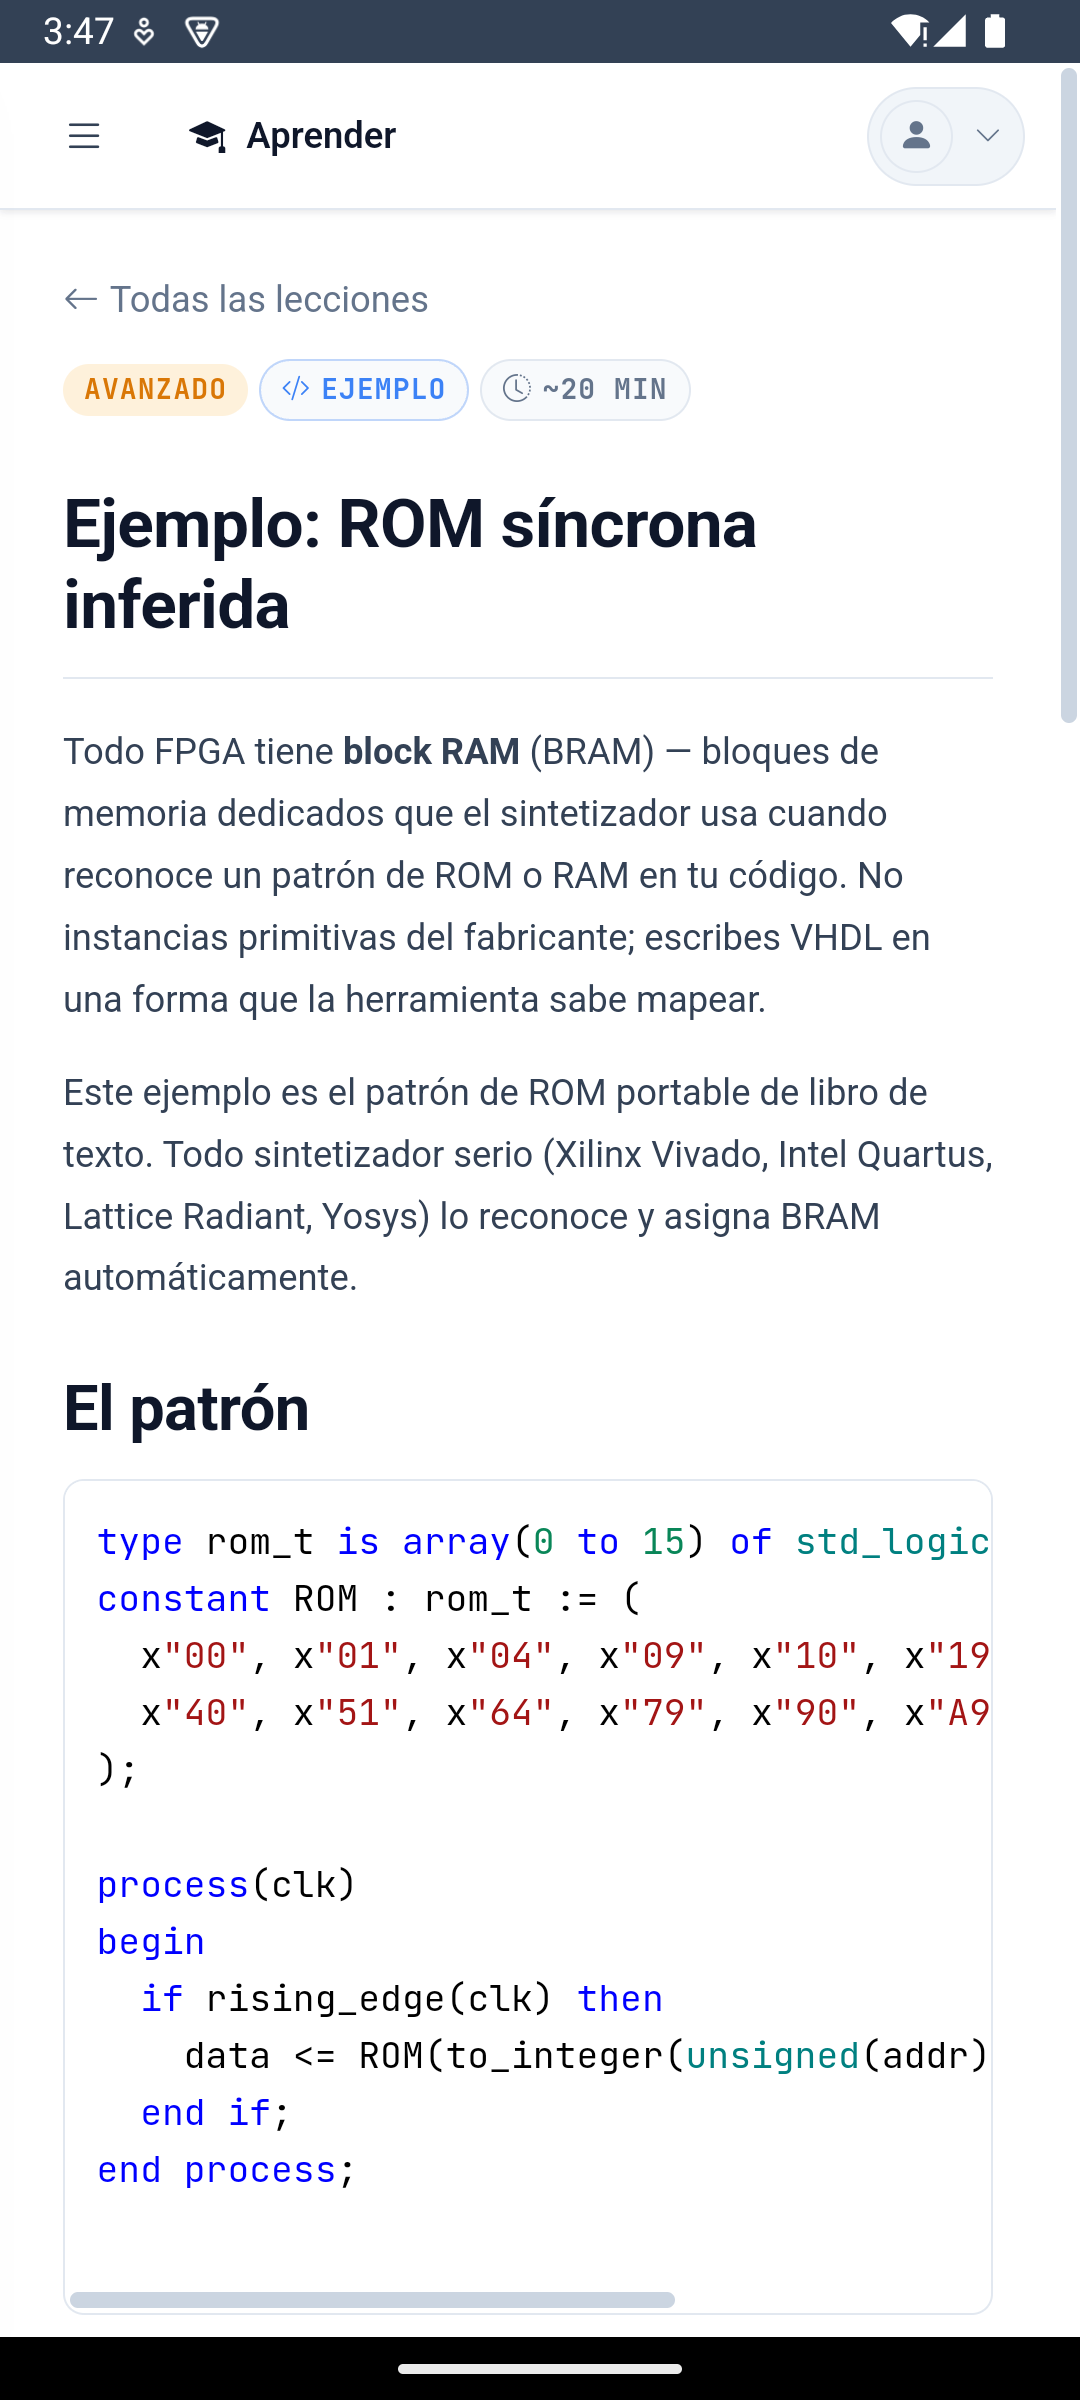 3:47
Aprender
← Todas las lecciones
AVANZADO
</> EJEMPLO
~20 MIN
Ejemplo: ROM síncrona
inferida
Todo FPGA tiene block RAM (BRAM) — bloques de
memoria dedicados que el sintetizador usa cuando
reconoce un patrón de ROM o RAM en tu código. No
instancias primitivas del fabricante; escribes VHDL en
una forma que la herramienta sabe mapear.
Este ejemplo es el patrón de ROM portable de libro de
texto. Todo sintetizador serio (Xilinx Vivado, Intel Quartus,
Lattice Radiant, Yosys) lo reconoce y asigna BRAM
automáticamente.
El patrón
type rom_t is array(0 to 15) of std_logic
constant ROM : rom_t := (
  x"00", x"01", x"04", x"09", x"10", x"19
  x"40", x"51", x"64", x"79", x"90", x"A9
);
process(clk)
begin
  if rising_edge(clk) then
    data <= ROM(to_integer(unsigned(addr)
  end if;
end process;